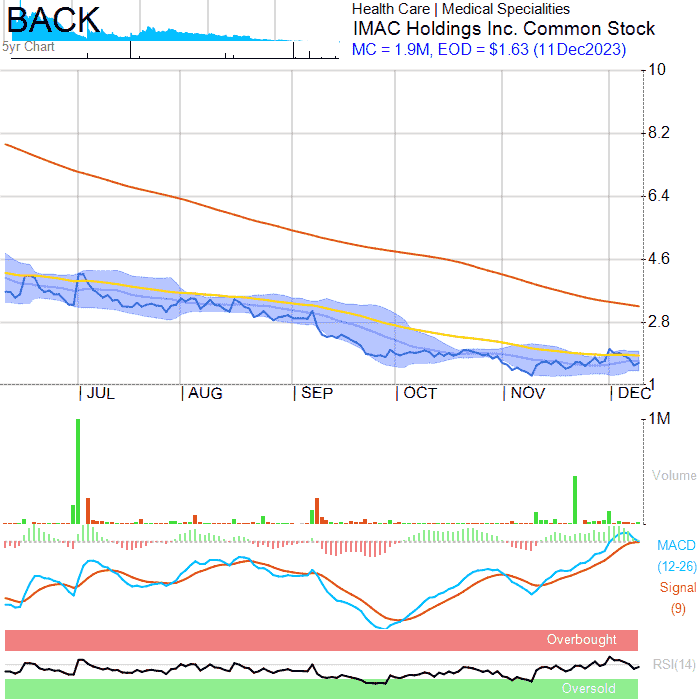 BACK
5yr Chart
Health Care | Medical Specialities
IMAC Holdings Inc. Common Stock
MC = 1.9M, EOD = $1.63 (11Dec2023)
10
8.2
6.4
4.6
2.8
1
| JUL
| AUG
| SEP
| OCT
| NOV
| DEC
1M
Volume
MACD
(12-26)
Signal
(9)
Overbought
RSI(14)
Oversold